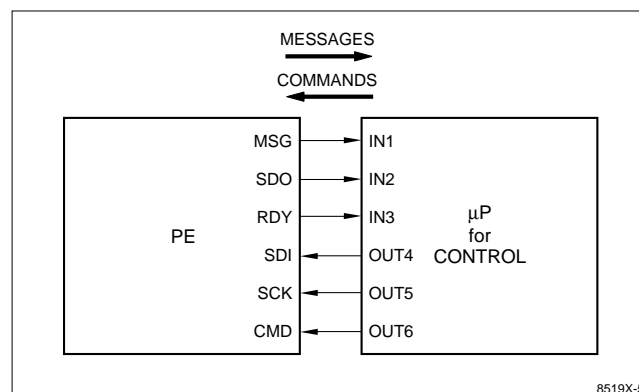 MESSAGES
COMMANDS
MSG
IN1
SDO
IN2
RDY
IN3
SDI
OUT4
SCK
OUT5
CMD
OUT6
PE
μP
for
CONTROL